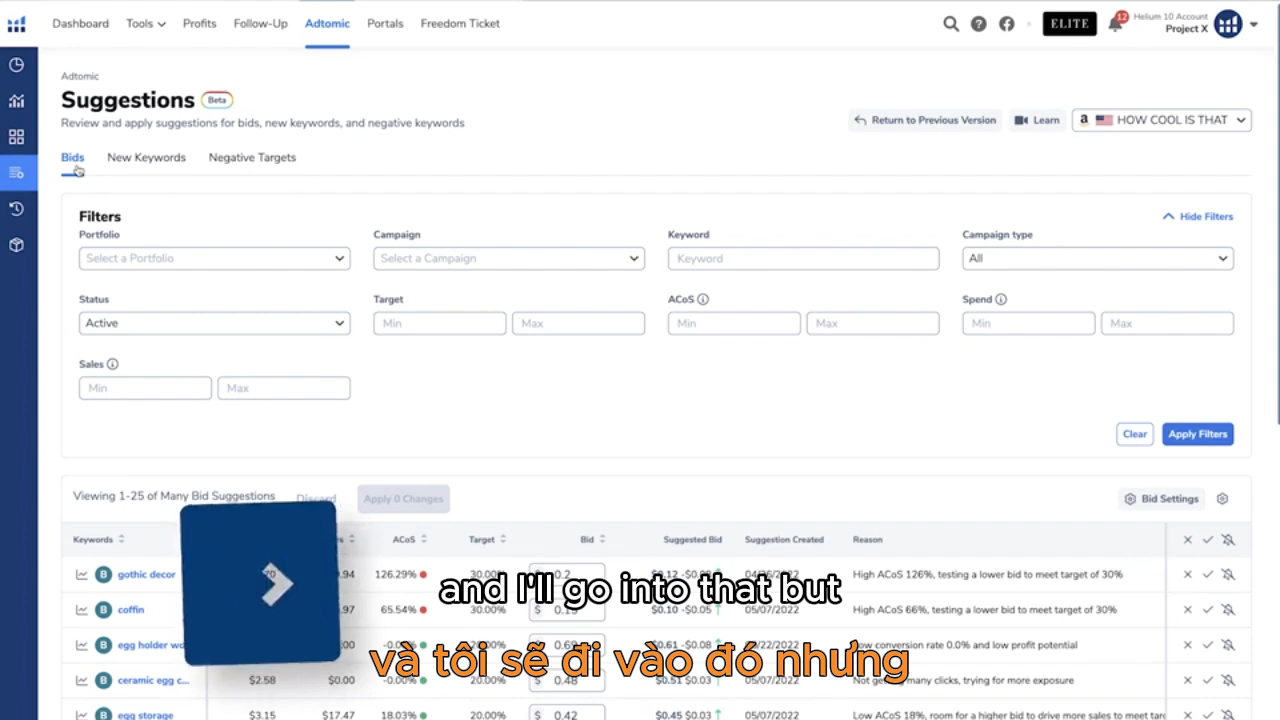 Dashboard Tools Profits Follow-Up Adtomic Portals Freedom Ticket ELITE 12 Helium 10 Account
Project X
Adtomic
Suggestions Beta
Review and apply suggestions for bids, new keywords, and negative keywords
Return to Previous Version Learn a HOW COOL IS THAT
Bids New Keywords Negative Targets
Filters
Hide Filters
Portfolio Campaign Keyword Campaign type
Select a Portfolio Select a Campaign Keyword All
Status Target ACoS Spend
Active Min Max Min Max Min Max
Sales
Min Max
Clear Apply Filters
Viewing 1-25 of Many Bid Suggestions Discard Apply 0 Changes Bid Settings
Keywords ACoS Target Bid Suggested Bid Suggestion Created Reason
B gothic decor 126.29% 30.00% High ACoS 126%, testing a lower bid to meet target of 30%
and I'll go into that but
B coffin 65.54% 30.00% $ $0.10 -$0.05 05/07/2022 High ACoS 66%, testing a lower bid to meet target of 30%
B egg holder low conversion rate 0.0% and low profit potential
và tôi sẽ đi vào đó nhưng
B ceramic egg c... $2.58 $0.00 -0.00% 20.00% $ 0.48 $0.51 $0.03 05/07/2022 Not getting many clicks, trying for more exposure
B egg storage $3.15 $17.47 18.03% 20.00% $ 0.42 $0.45 $0.03 05/07/2022 Low ACoS 18%, room for a higher bid to drive more sales to meet tar